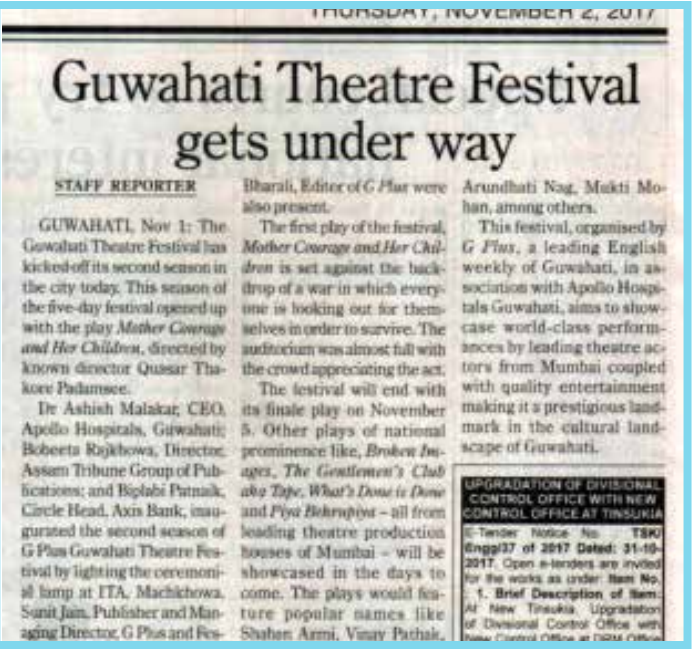 THURSDAY, NOVEMBER 2, 2017
Guwahati Theatre Festival
gets under way
STAFF REPORTER
GUWAHATI, Nov 1: The
Guwahati Theatre Festival has
kicked-off its second season in
the city today. This season of
the five-day festival opened up
with the play Mother Courage
and Her Children, directed by
known director Quasar Tha-
kore Padamsee.
Dr Ashish Malakar, CEO,
Apollo Hospitals, Guwahati;
Bobeeta Rajkhowa, Director,
Assam Tribune Group of Pub-
lications; and Biplabi Patnaik,
Circle Head, Axis Bank, inau-
gurated the second season of
G Plus Guwahati Theatre Fes-
tival by lighting the ceremoni-
al lamp at ITA, Machkhowa.
Sunit Jain, Publisher and Man-
aging Director, G Plus and Fes-
Bharali, Editor of G Plus were
also present.
The first play of the festival,
Mother Courage and Her Chil-
dren is set against the back-
drop of a war in which every-
one is looking out for them-
selves in order to survive. The
auditorium was almost full with
the crowd appreciating the act.
The festival will end with
its finale play on November
5. Other plays of national
prominence like, Broken Im-
ages, The Gentlemen's Club
aka Tape, What's Done is Done
and Piya Behrupiya – all from
leading theatre production
houses of Mumbai – will be
showcased in the days to
come. The plays would fea-
ture popular names like
Shaban Azmi, Vinay Pathak,
Arundhati Nag, Mukti Mo-
han, among others.
This festival, organised by
G Plus, a leading English
weekly of Guwahati, in as-
sociation with Apollo Hospi-
tals Guwahati, aims to show-
case world-class perform-
ances by leading theatre ac-
tors from Mumbai coupled
with quality entertainment
making it a prestigious land-
mark in the cultural land-
scape of Guwahati.
UPGRADATION OF DIVISIONAL
CONTROL OFFICE WITH NEW
CONTROL OFFICE AT TINSUKIA
E-Tender Notice No. TSK/
Engg/37 of 2017 Dated: 31-10-
2017. Open e-tenders are invited
for the works as under: Item No.
1. Brief Description of Item:
At New Tinsukia, Upgradation
of Divisional Control Office with
New Control Office at DRM Office